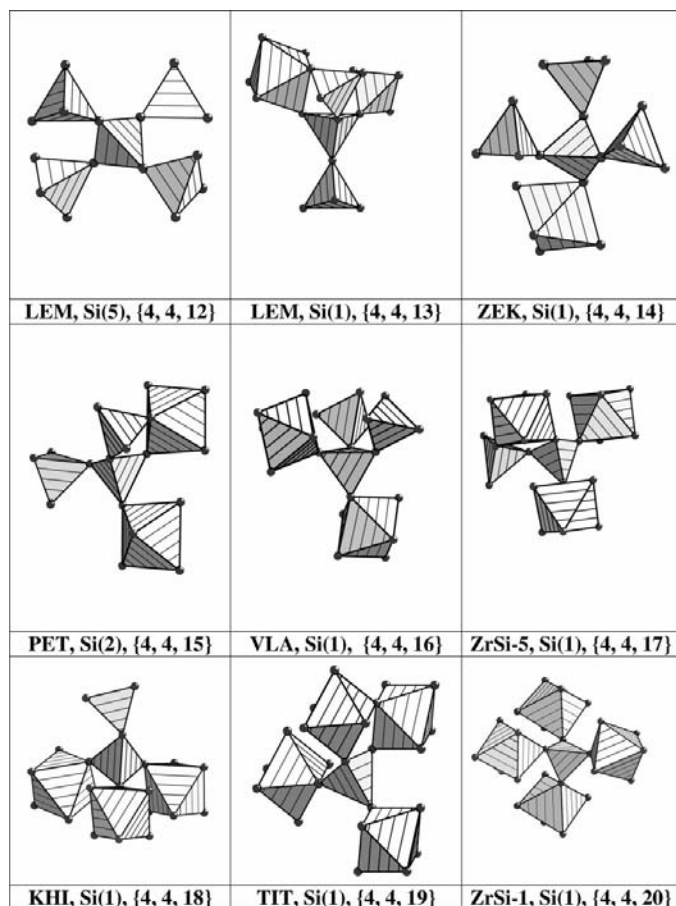 LEM, Si(5), {4, 4, 12}
LEM, Si(1), {4, 4, 13}
ZEK, Si(1), {4, 4, 14}
PET, Si(2), {4, 4, 15}
VLA, Si(1), {4, 4, 16}
ZrSi-5, Si(1), {4, 4, 17}
KHI, Si(1), {4, 4, 18}
TIT, Si(1), {4, 4, 19}
ZrSi-1, Si(1), {4, 4, 20}